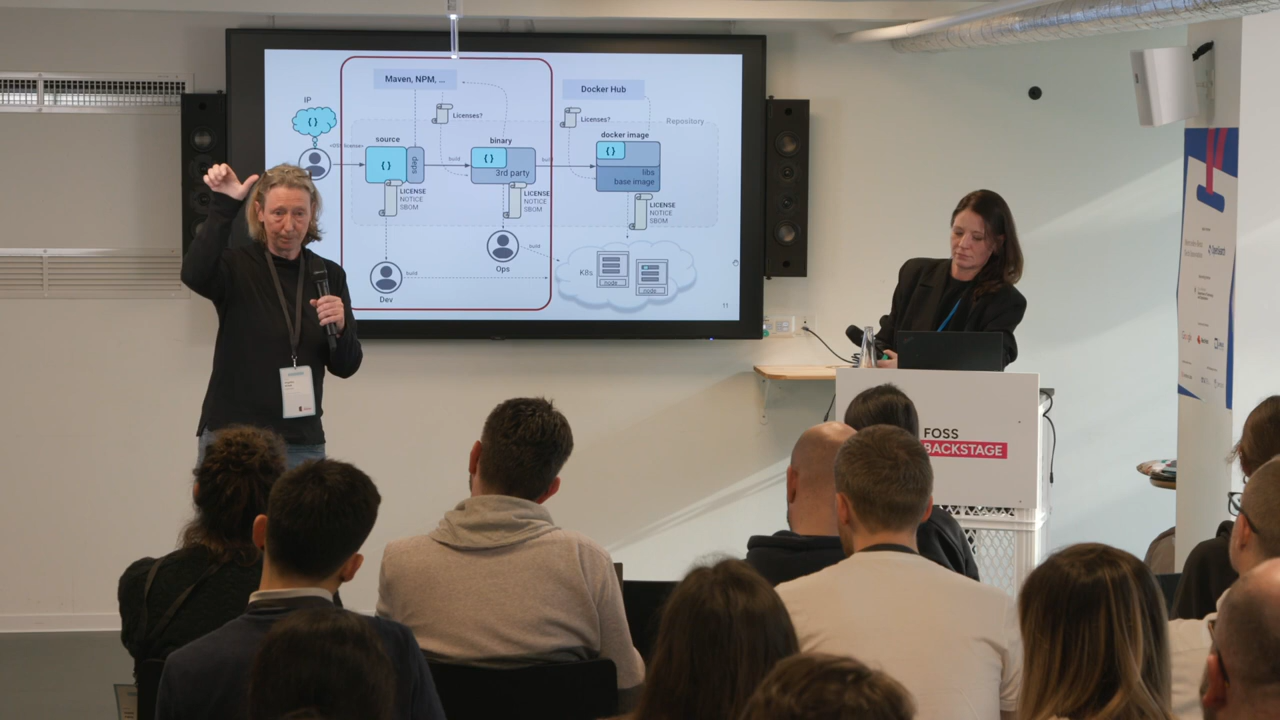 Maven, NPM, ...
Docker Hub
IP
Licenses?
Licenses?
Repository
source
binary
docker image
deps
build
build
3rd party
libs
base image
LICENSE
NOTICE
SBOM
LICENSE
NOTICE
SBOM
LICENSE
NOTICE
SBOM
Ops
build
K8s
node
node
Dev
build
11
FOSS
BACKSTAGE